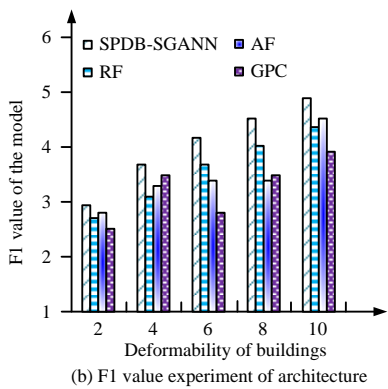 6
SPDB-SGANN AF
RF GPC
5
4
3
2
1
F1 value of the model
2 4 6 8 10
Deformability of buildings
(b) F1 value experiment of architecture